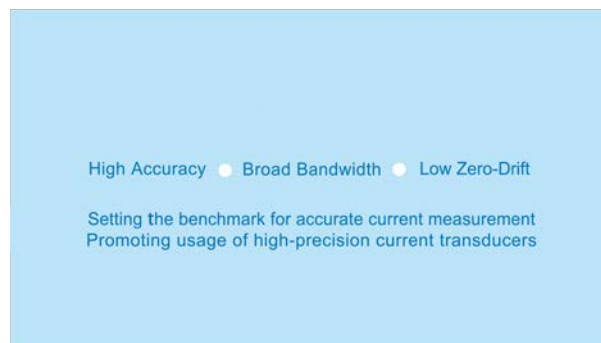 High Accuracy Broad Bandwidth Low Zero-Drift
Setting the benchmark for accurate current measurement
Promoting usage of high-precision current transducers